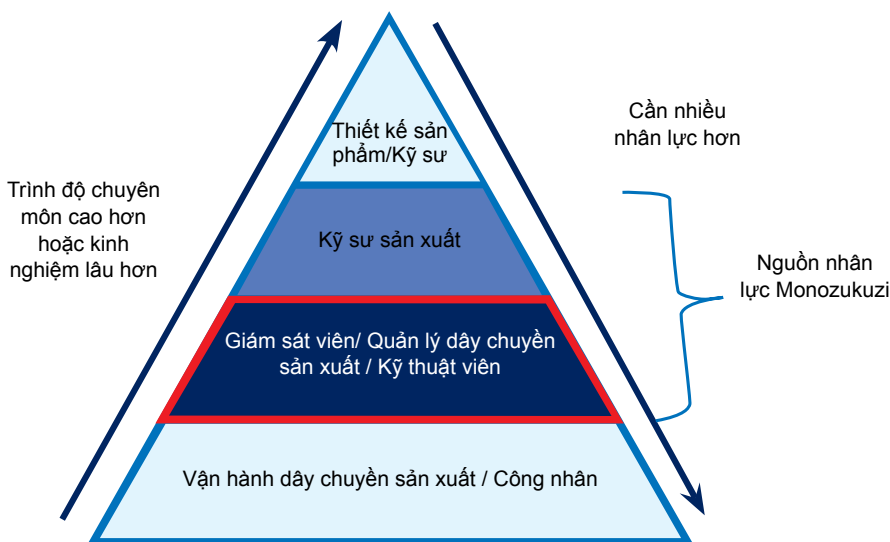 Thiết kế sản
phẩm/Kỹ sư
Cần nhiều
nhân lực hơn
Trình độ chuyên
môn cao hơn
hoặc kinh
nghiệm lâu hơn
Kỹ sư sản xuất
Nguồn nhân
lực Monozukuzi
Giám sát viên/ Quản lý dây chuyền
sản xuất / Kỹ thuật viên
Vận hành dây chuyền sản xuất / Công nhân